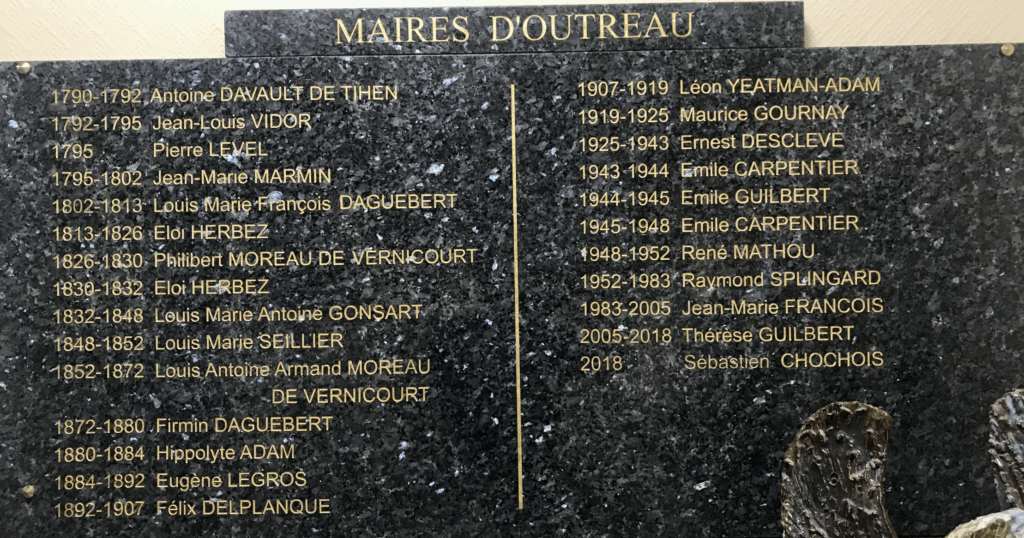 MAIRES D'OUTREAU
1790-1792 Antoine DAVAULT DE TIHEN
1792-1795 Jean-Louis VIDOR
1795 Pierre LEVEL
1795-1802 Jean-Marie MARMIN
1802-1813 Louis Marie François DAGUEBERT
1813-1826 Eloi HERBEZ
1826-1830 Philibert MOREAU DE VERNICOURT
1830-1832 Eloi HERBEZ
1832-1848 Louis Marie Antoine GONSART
1848-1852 Louis Marie SEILLIER
1852-1872 Louis Antoine Armand MOREAU
DE VERNICOURT
1872-1880 Firmin DAGUEBERT
1880-1884 Hippolyte ADAM
1884-1892 Eugène LEGROS
1892-1907 Félix DELPLANQUE
1907-1919 Léon YEATMAN-ADAM
1919-1925 Maurice GOURNAY
1925-1943 Ernest DESCLEVE
1943-1944 Emile CARPENTIER
1944-1945 Emile GUILBERT
1945-1948 Emile CARPENTIER
1948-1952 René MATHOU
1952-1983 Raymond SPLINGARD
1983-2005 Jean-Marie FRANCOIS
2005-2018 Thérèse GUILBERT
2018 Sébastien CHOCHOIS